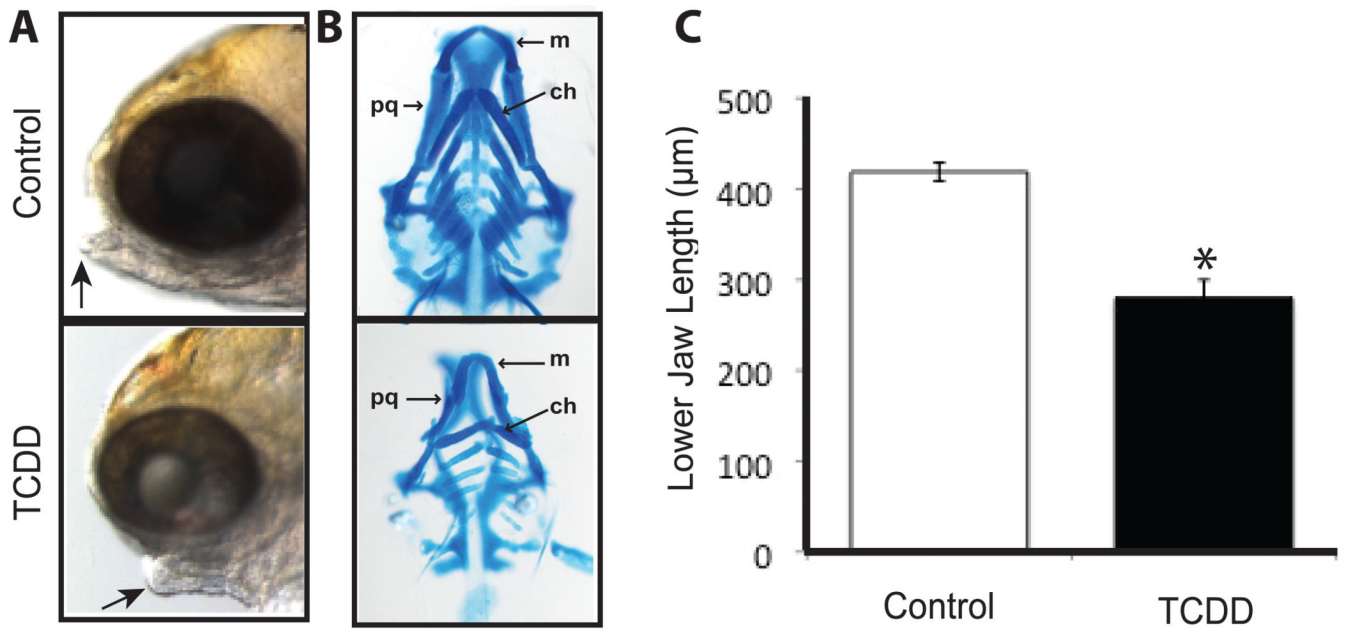 A
Control
TCDD
B
m
pq →
ch
m
pq
ch
C
Lower Jaw Length (µm)
500
400
300
200
100
0
*
Control
TCDD